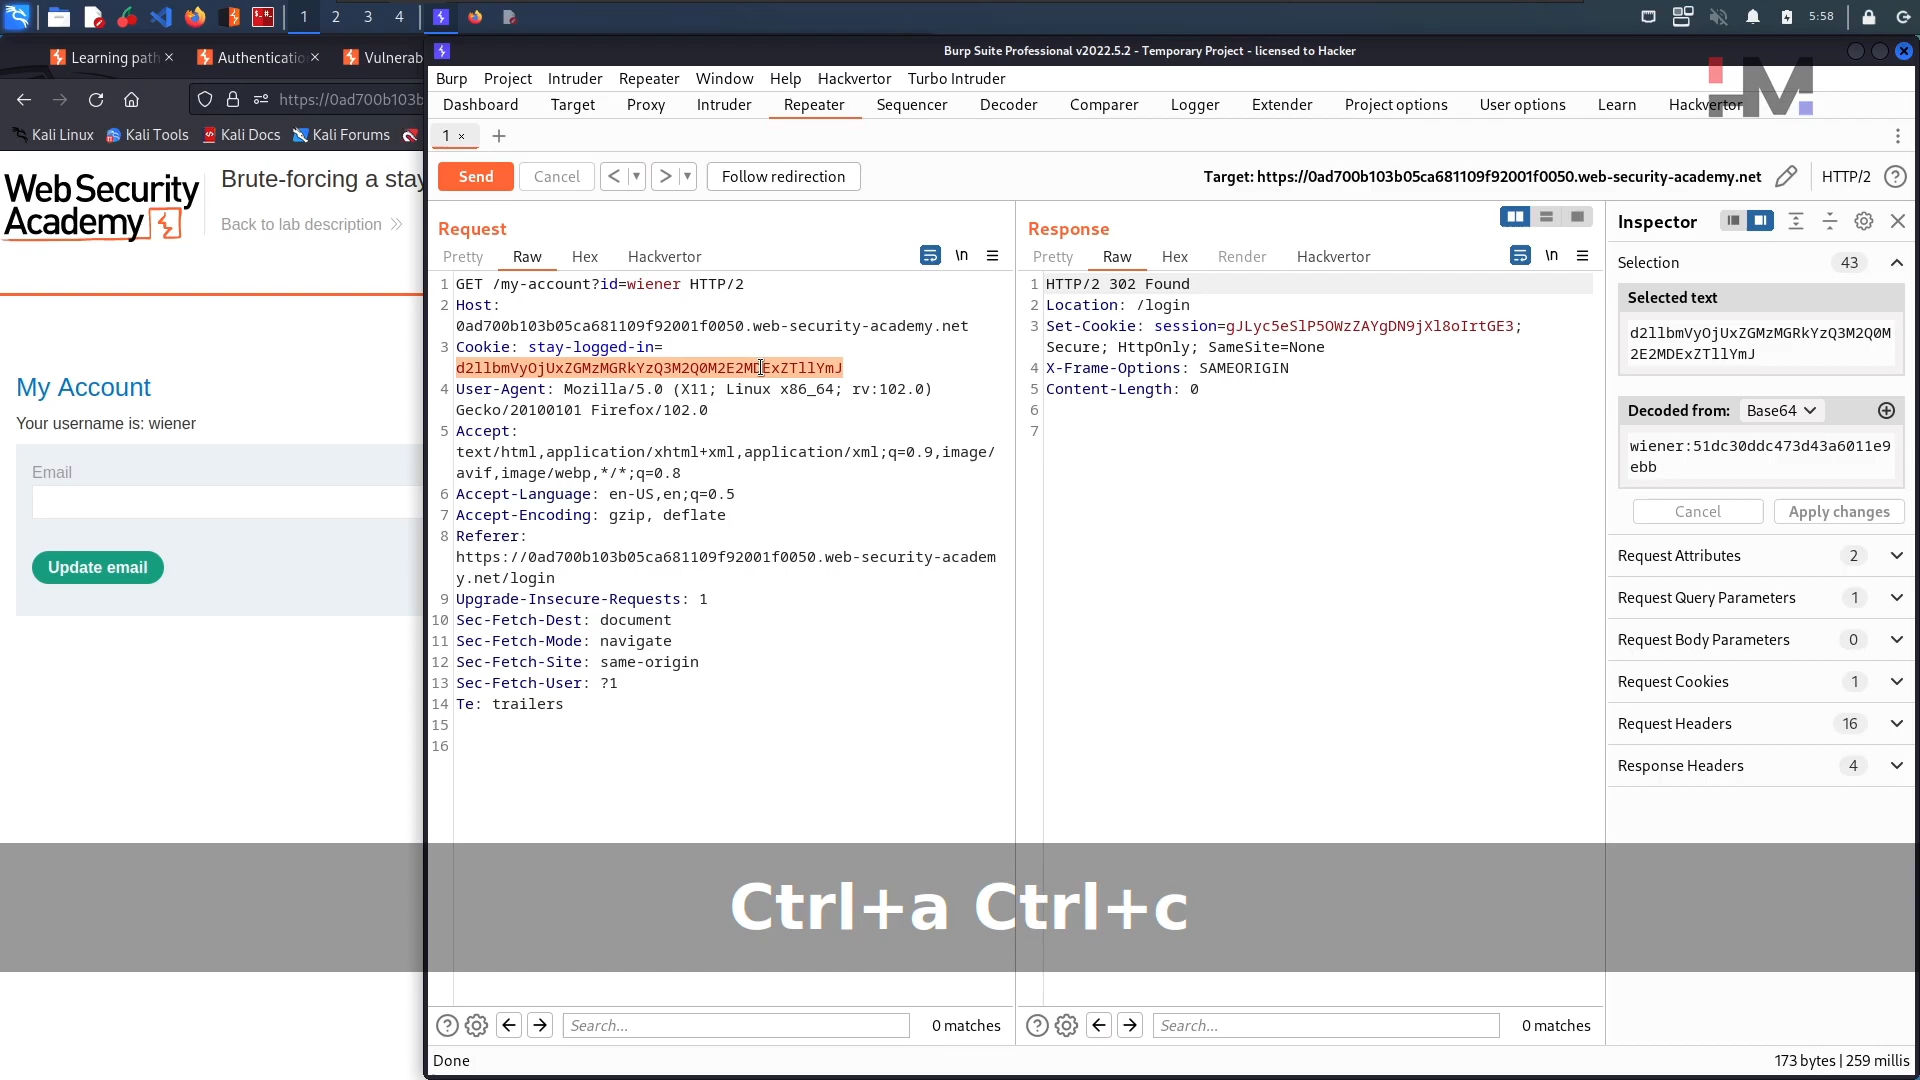 1 2 3 4
5:58
Learning path × Authenticatio × Vulnerab
Burp Suite Professional v2022.5.2 - Temporary Project - licensed to Hacker
https://0ad700b103b
Kali Linux Kali Tools Kali Docs Kali Forums
Burp Project Intruder Repeater Window Help Hackvertor Turbo Intruder
Dashboard Target Proxy Intruder Repeater Sequencer Decoder Comparer Logger Extender Project options User options Learn Hackvertor
HM
1 × +
Send Cancel < > Follow redirection
Target: https://0ad700b103b05ca681109f92001f0050.web-security-academy.net HTTP/2
WebSecurity
Academy
Brute-forcing a stay
Back to lab description
My Account
Your username is: wiener
Email
Update email
Request
Pretty Raw Hex Hackvertor \n
1 GET /my-account?id=wiener HTTP/2
2 Host:
0ad700b103b05ca681109f92001f0050.web-security-academy.net
3 Cookie: stay-logged-in=
d2llbmVyOjUxZGMzMGRkYzQ3M2Q0M2E2MDExZTllYmJ
4 User-Agent: Mozilla/5.0 (X11; Linux x86_64; rv:102.0)
Gecko/20100101 Firefox/102.0
5 Accept:
text/html,application/xhtml+xml,application/xml;q=0.9,image/
avif,image/webp,*/*;q=0.8
6 Accept-Language: en-US,en;q=0.5
7 Accept-Encoding: gzip, deflate
8 Referer:
https://0ad700b103b05ca681109f92001f0050.web-security-academ
y.net/login
9 Upgrade-Insecure-Requests: 1
10 Sec-Fetch-Dest: document
11 Sec-Fetch-Mode: navigate
12 Sec-Fetch-Site: same-origin
13 Sec-Fetch-User: ?1
14 Te: trailers
15
16
Response
Pretty Raw Hex Render Hackvertor \n
1 HTTP/2 302 Found
2 Location: /login
3 Set-Cookie: session=gJLyc5eSlP5OWzZAYgDN9jXl8oIrtGE3;
Secure; HttpOnly; SameSite=None
4 X-Frame-Options: SAMEORIGIN
5 Content-Length: 0
6
7
Inspector
Selection 43
Selected text
d2llbmVyOjUxZGMzMGRkYzQ3M2Q0M
2E2MDExZTllYmJ
Decoded from: Base64
wiener:51dc30ddc473d43a6011e9
ebb
Cancel Apply changes
Request Attributes 2
Request Query Parameters 1
Request Body Parameters 0
Request Cookies 1
Request Headers 16
Response Headers 4
Ctrl+a Ctrl+c
Search... 0 matches
Search... 0 matches
Done
173 bytes | 259 millis